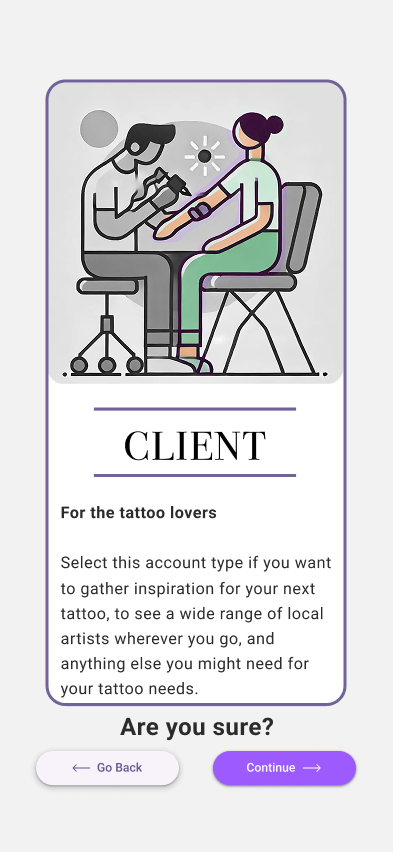 CLIENT
For the tattoo lovers
Select this account type if you want
to gather inspiration for your next
tattoo, to see a wide range of local
artists wherever you go, and
anything else you might need for
your tattoo needs.
Are you sure?
Go Back
Continue